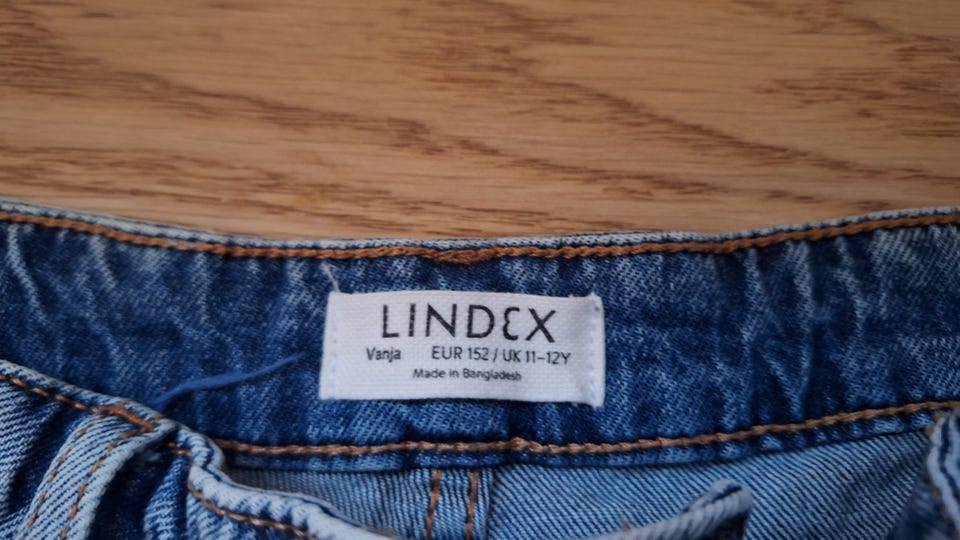 LINDEX
Vanja EUR 152 / UK 11-12Y
Made in Bangladesh